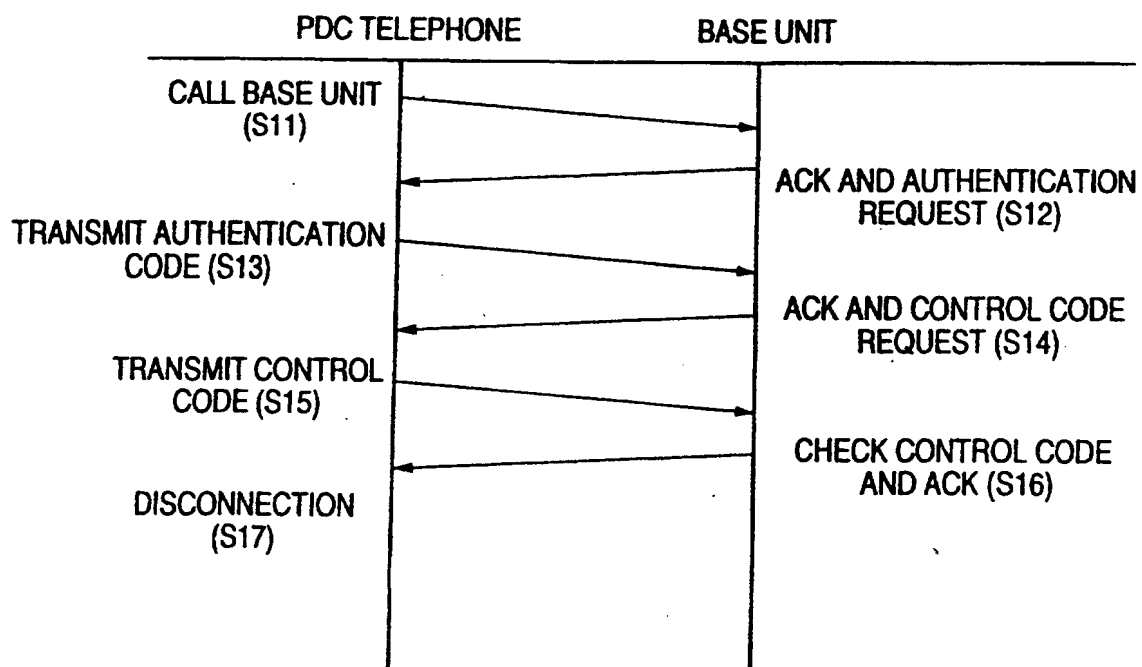 PDC TELEPHONE
BASE UNIT
CALL BASE UNIT
(S11)
ACK AND AUTHENTICATION
REQUEST (S12)
TRANSMIT AUTHENTICATION
CODE (S13)
ACK AND CONTROL CODE
REQUEST (S14)
TRANSMIT CONTROL
CODE (S15)
CHECK CONTROL CODE
AND ACK (S16)
DISCONNECTION
(S17)